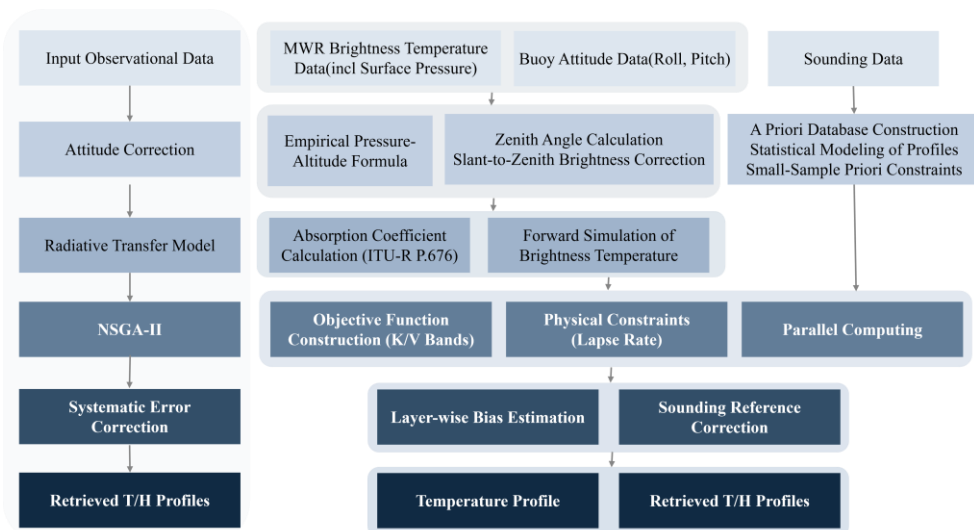 Input Observational Data
MWR Brightness Temperature
Data(incl Surface Pressure)
Buoy Attitude Data(Roll, Pitch)
Sounding Data
Attitude Correction
Empirical Pressure-
Altitude Formula
Zenith Angle Calculation
Slant-to-Zenith Brightness Correction
A Priori Database Construction
Statistical Modeling of Profiles
Small-Sample Priori Constraints
Radiative Transfer Model
Absorption Coefficient
Calculation (ITU-R P.676)
Forward Simulation of
Brightness Temperature
NSGA-II
Objective Function
Construction (K/V Bands)
Physical Constraints
(Lapse Rate)
Parallel Computing
Systematic Error
Correction
Layer-wise Bias Estimation
Sounding Reference
Correction
Retrieved T/H Profiles
Temperature Profile
Retrieved T/H Profiles